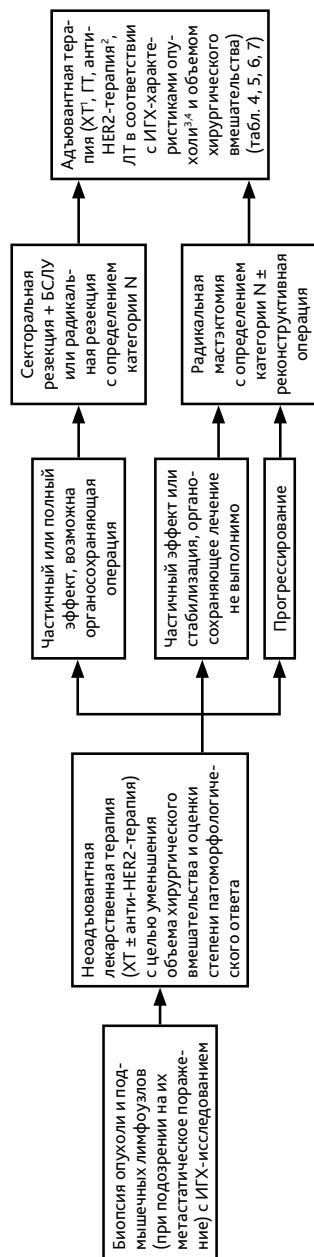 Биопсия опухоли и под-
мышечных лимфоузлов
(при подозрении на их
метастатическое пораже-
ние) с ИГХ-исследованием)
Неоадъювантная
лекарственная терапия
(ХТ ± анти-HER2-терапия)
с целью уменьшения
объема хирургического
вмешательства и оценки
степени патоморфологиче-
ского ответа
Частичный или полный
эффект, возможна
органосохраняющая
операция
Частичный эффект или
стабилизация, органо-
сохраняющее лечение
не выполнимо
Прогрессирование
Секторальная
резекция + БСЛУ
или радикаль-
ная резекция
с определением
категории N
Радикальная
мастэктомия
с определением
категории N ±
реконструктивная
операция
Адъювантная тера-
пия (ХТ¹, ГТ, анти-
HER2-терапия²,
ЛТ в соответствии
с ИГХ-характе-
ристиками опу-
холи³,⁴ и объемом
хирургического
вмешательства)
(табл. 4, 5, 6, 7)